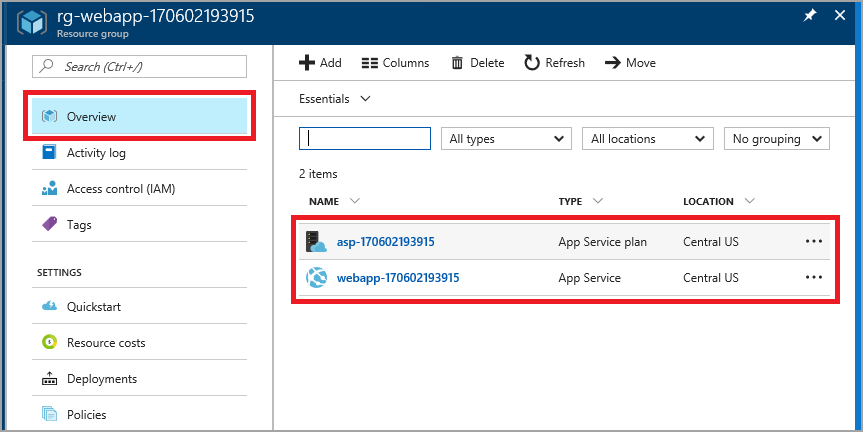 rg-webapp-170602193915
Resource group
Search (Ctrl+/)
Overview
Activity log
Access control (IAM)
Tags
SETTINGS
Quickstart
Resource costs
Deployments
Policies
Add Columns Delete Refresh Move
Essentials
All types All locations No grouping
2 items
NAME TYPE LOCATION
asp-170602193915 App Service plan Central US
webapp-170602193915 App Service Central US